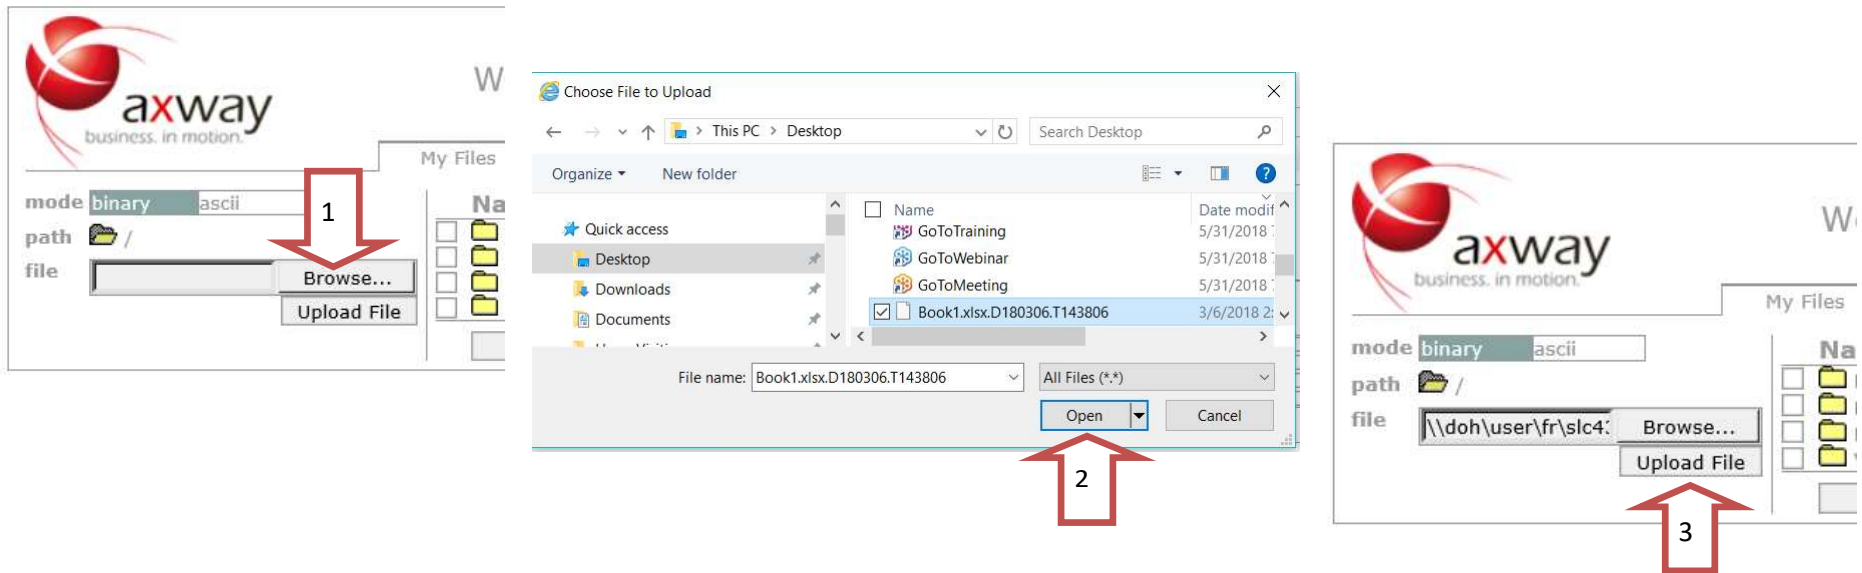 axway
business. in motion.
W
My Files
mode binary ascii
path /
file
Browse...
Upload File
Na
1
Choose File to Upload
This PC > Desktop
Search Desktop
Organize
New folder
Quick access
Desktop
Downloads
Documents
Name
Date modif
GoToTraining
5/31/2018
GoToWebinar
5/31/2018
GoToMeeting
5/31/2018
Book1.xlsx.D180306.T143806
3/6/2018 2:
File name: Book1.xlsx.D180306.T143806
All Files (*.*)
Open
Cancel
2
axway
business. in motion.
W
My Files
mode binary ascii
path /
file \\doh\user\fr\slc4
Browse...
Upload File
Na
3